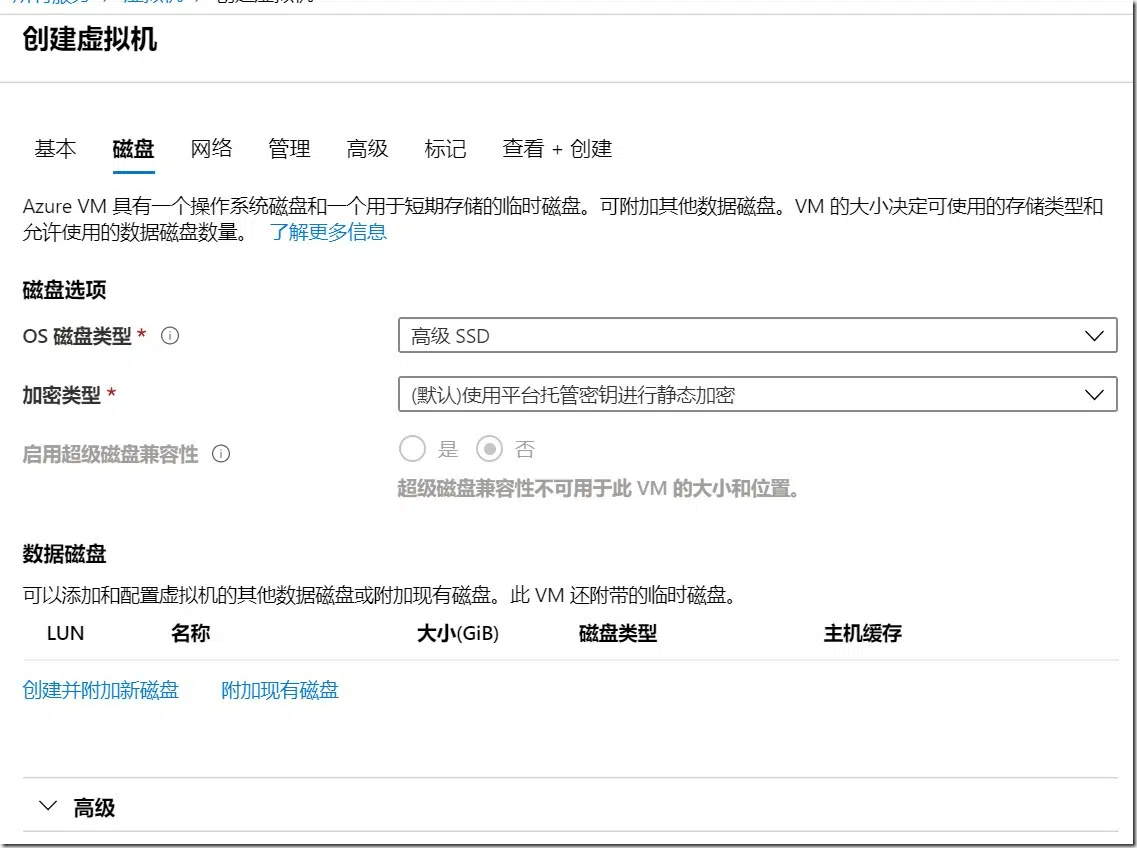 创建虚拟机
基本 磁盘 网络 管理 高级 标记 查看 + 创建
Azure VM 具有一个操作系统磁盘和一个用于短期存储的临时磁盘。可附加其他数据磁盘。VM 的大小决定可使用的存储类型和
允许使用的数据磁盘数量。 了解更多信息
磁盘选项
OS 磁盘类型 * 高级 SSD
加密类型 * (默认)使用平台托管密钥进行静态加密
启用超级磁盘兼容性 是 否
超级磁盘兼容性不可用于此 VM 的大小和位置。
数据磁盘
可以添加和配置虚拟机的其他数据磁盘或附加现有磁盘。此 VM 还附带的临时磁盘。
LUN 名称 大小(GiB) 磁盘类型 主机缓存
创建并附加新磁盘 附加现有磁盘
高级